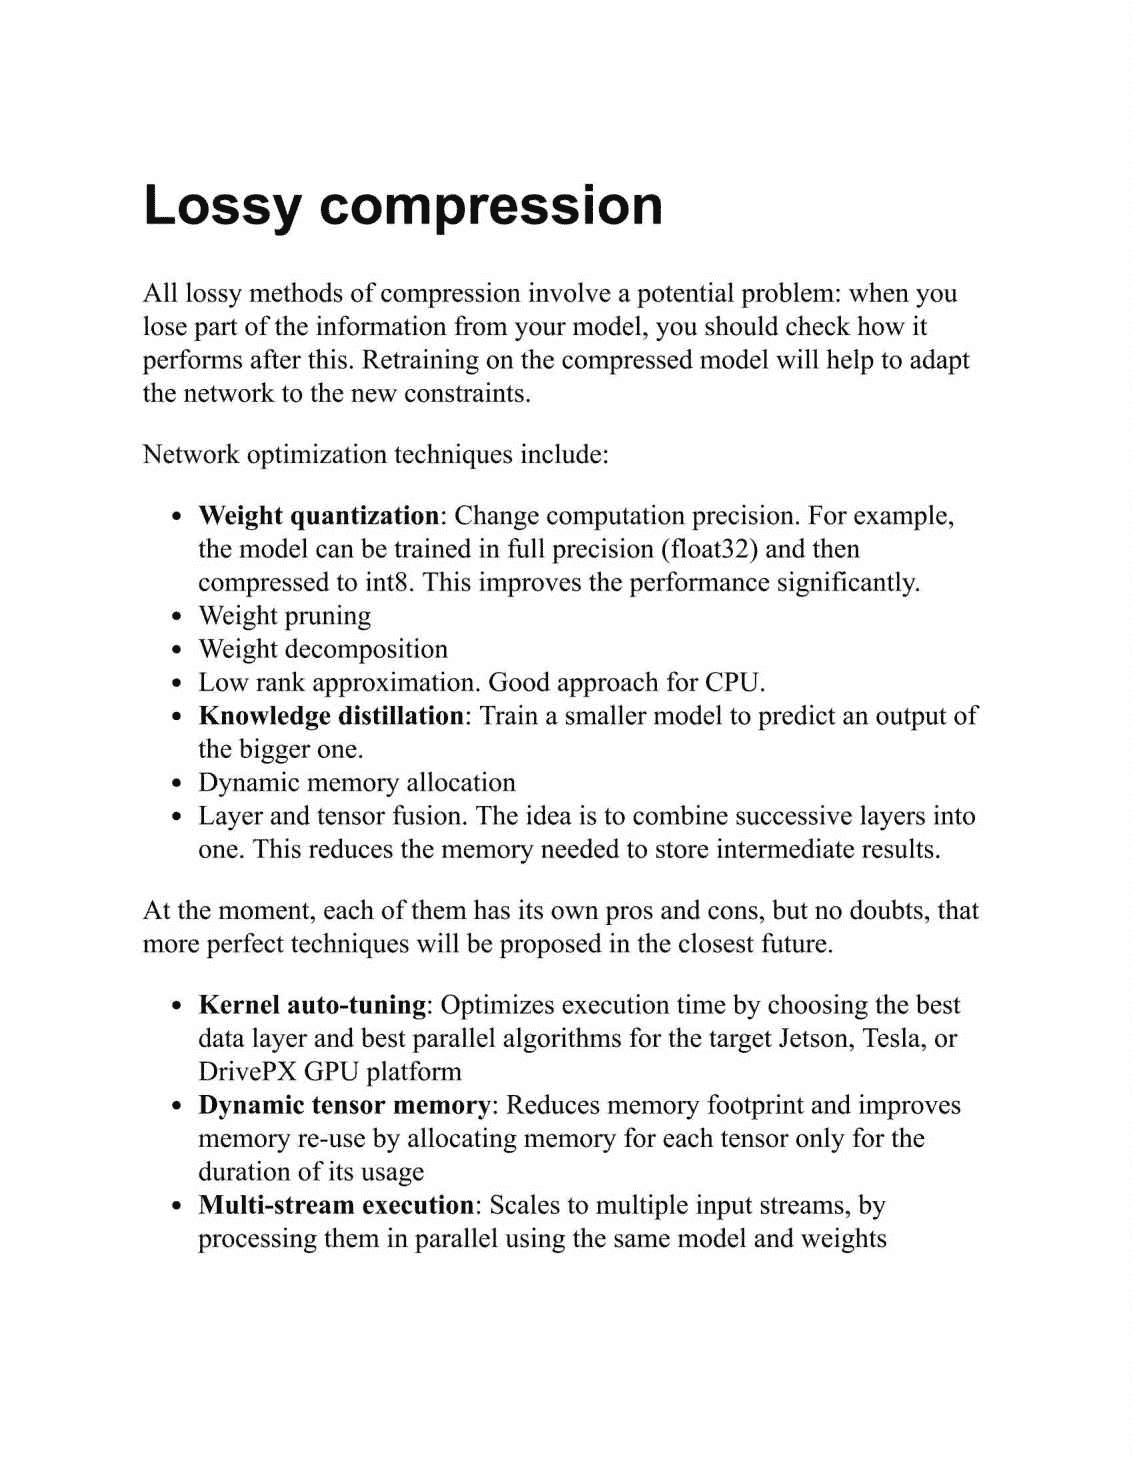 Lossy compression
All lossy methods of compression involve a potential problem: when you
lose part of the information from your model, you should check how it
performs after this. Retraining on the compressed model will help to adapt
the network to the new constraints.
Network optimization techniques include:
• Weight quantization: Change computation precision. For example,
the model can be trained in full precision (float32) and then
compressed to int8. This improves the performance significantly.
• Weight pruning
• Weight decomposition
• Low rank approximation. Good approach for CPU.
• Knowledge distillation: Train a smaller model to predict an output of
the bigger one.
• Dynamic memory allocation
• Layer and tensor fusion. The idea is to combine successive layers into
one. This reduces the memory needed to store intermediate results.
At the moment, each of them has its own pros and cons, but no doubts, that
more perfect techniques will be proposed in the closest future.
• Kernel auto-tuning: Optimizes execution time by choosing the best
data layer and best parallel algorithms for the target Jetson, Tesla, or
DrivePX GPU platform
• Dynamic tensor memory: Reduces memory footprint and improves
memory re-use by allocating memory for each tensor only for the
duration of its usage
• Multi-stream execution: Scales to multiple input streams, by
processing them in parallel using the same model and weights